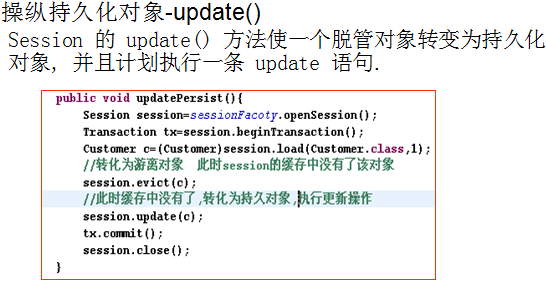 操纵持久化对象-update()
Session 的 update() 方法使一个脱管对象转变为持久化
对象, 并且计划执行一条 update 语句.
public void updatePersist(){
Session session=sessionFacoty.openSession();
Transaction tx=session.beginTransaction();
Customer c=(Customer)session.load(Customer.class,1);
//转化为游离对象 此时session的缓存中没有了该对象
session.evict(c);
//此时缓存中没有了,转化为持久对象,执行更新操作
session.update(c);
tx.commit();
session.close();
}